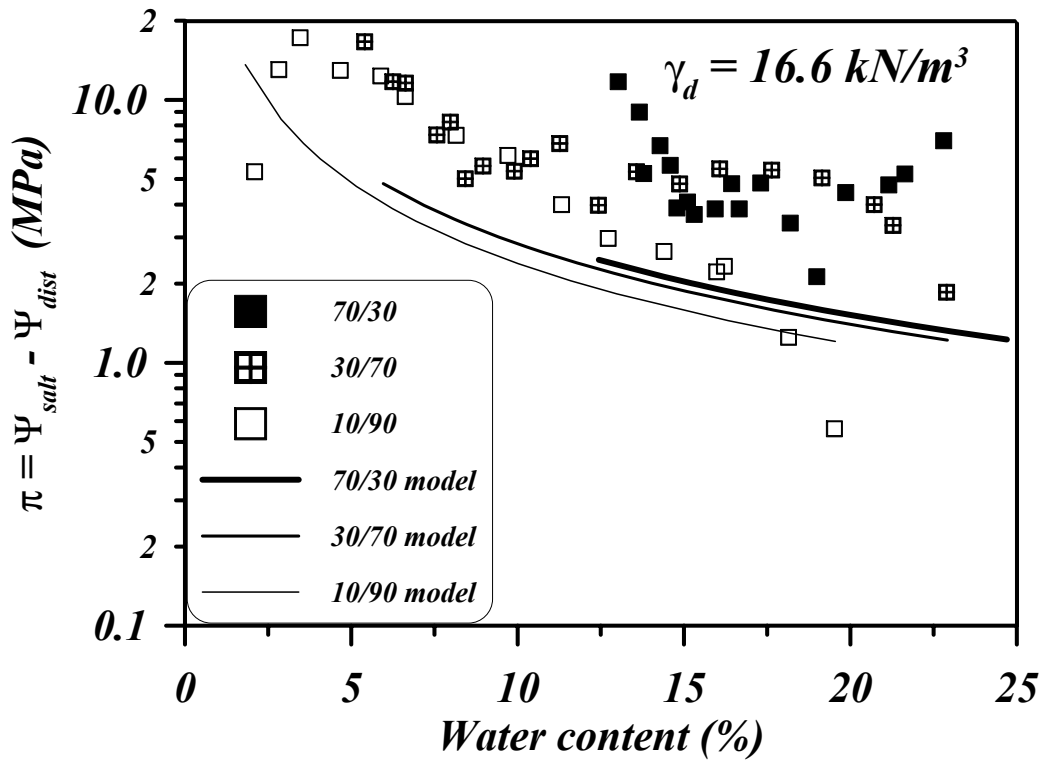 2
γd = 16.6 kN/m³
10.0
5
2
1.0
5
2
0.1
π = Ψsalt - Ψdist (MPa)
70/30
30/70
10/90
70/30 model
30/70 model
10/90 model
0 5 10 15 20 25
Water content (%)